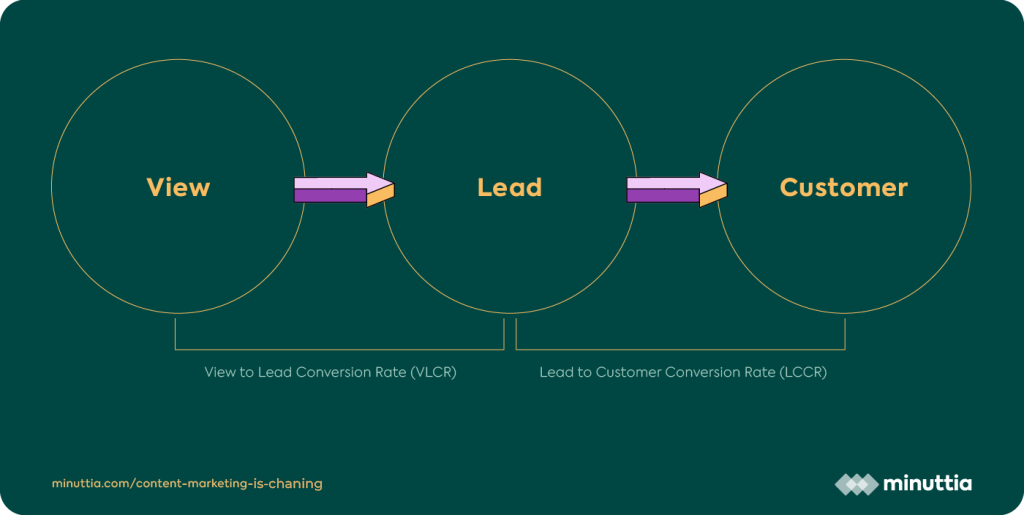 View
Lead
Customer
View to Lead Conversion Rate (VLCR)
Lead to Customer Conversion Rate (LCCR)
minuttia.com/content-marketing-is-chaning
minuttia